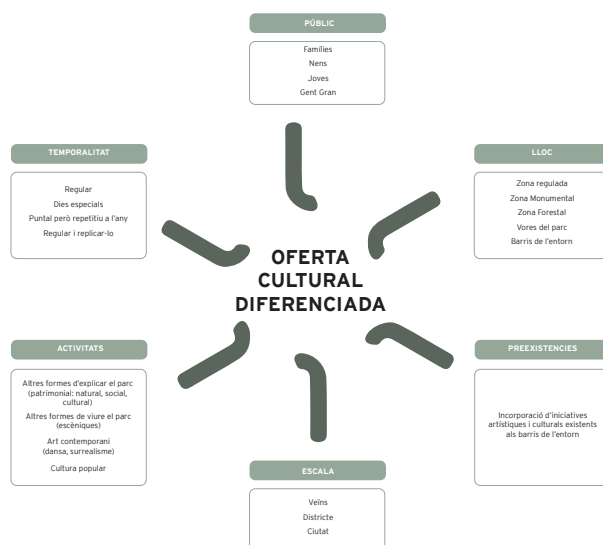 PÚBLIC
Famílies
Nens
Joves
Gent Gran
TEMPORALITAT
Regular
Dies especials
Puntal però repetitiu a l'any
Regular i replicar-lo
LLOC
Zona regulada
Zona Monumental
Zona Forestal
Vores del parc
Barris de l'entorn
OFERTA
CULTURAL
DIFERENCIADA
ACTIVITATS
Altres formes d'explicar el parc
(patrimonial: natural, social,
cultural)
Altres formes de viure el parc
(escèniques)
Art contemporani
(dansa, surrealisme)
Cultura popular
PREEXISTENCIES
Incorporació d'iniciatives
artístiques i culturals existents
als barris de l'entorn
ESCALA
Veïns
Districte
Ciutat